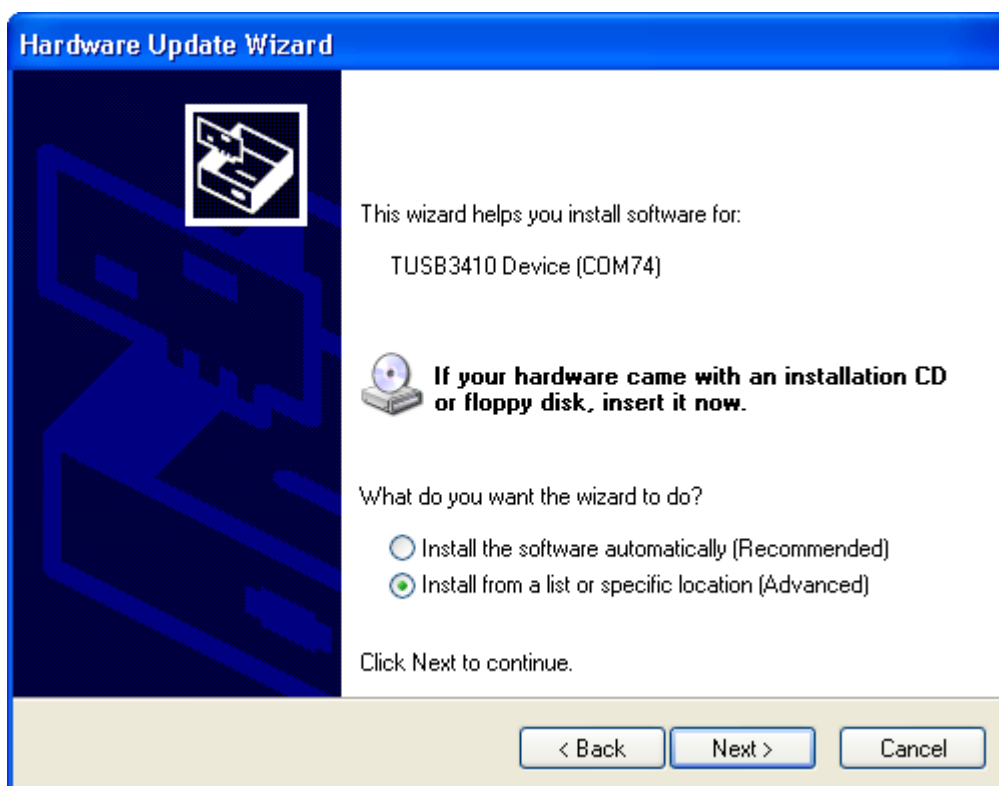 Hardware Update Wizard
This wizard helps you install software for:
TUSB3410 Device (COM74)
If your hardware came with an installation CD
or floppy disk, insert it now.
What do you want the wizard to do?
Install the software automatically (Recommended)
Install from a list or specific location (Advanced)
Click Next to continue.
< Back
Next >
Cancel